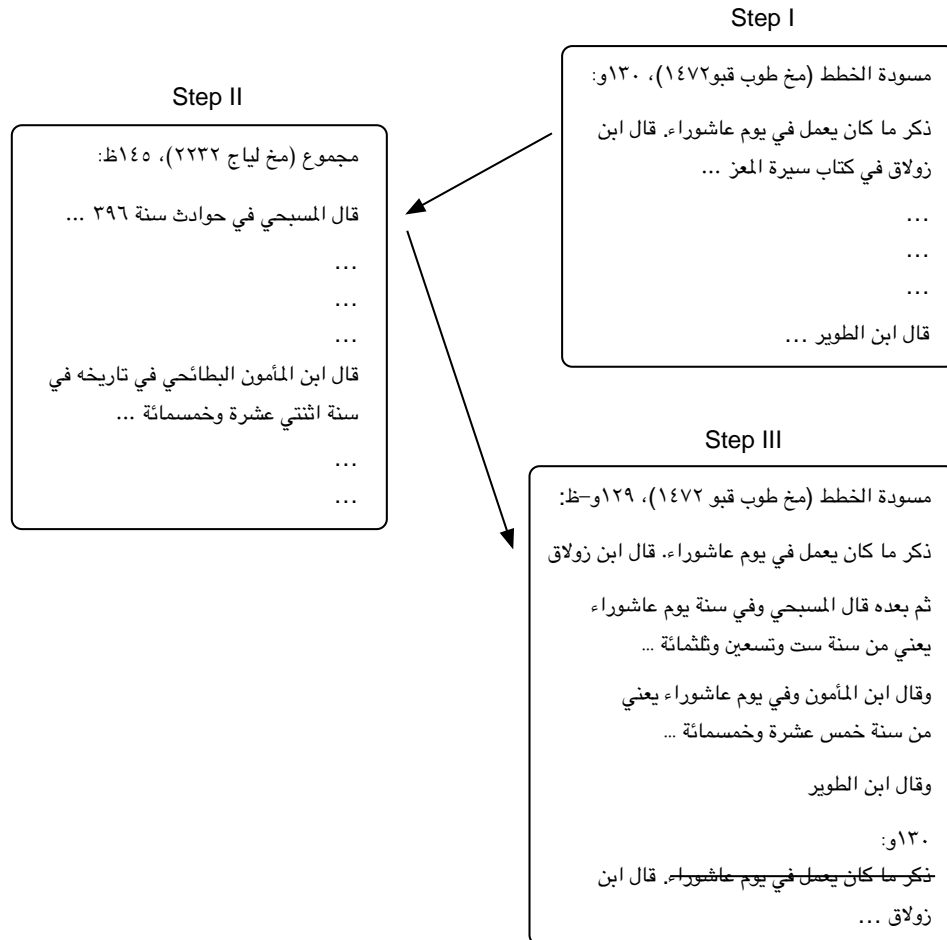 Step I
مسودة الخطط (مخ طوب قبو١٤٧٢)، ١٣٠و:
ذكر ما كان يعمل في يوم عاشوراء. قال ابن
زولاق في كتاب سيرة المعز ...
...
...
...
قال ابن الطوير ...
Step II
مجموع (مخ لياج ٢٢٣٢)، ١٤٥ظ:
قال المسبحي في حوادث سنة ٣٩٦ ...
...
...
...
قال ابن المأمون البطائحي في تاريخه في
سنة اثنتي عشرة وخمسمائة ...
...
...
Step III
مسودة الخطط (مخ طوب قبو ١٤٧٢)، ١٢٩و–ظ:
ذكر ما كان يعمل في يوم عاشوراء. قال ابن زولاق
ثم بعده قال المسبحي وفي سنة يوم عاشوراء
يعني من سنة ست وتسعين وثلثمائة ...
وقال ابن المأمون وفي يوم عاشوراء يعني
من سنة خمس عشرة وخمسمائة ...
وقال ابن الطوير
١٣٠و:
ذكر ما كان يعمل في يوم عاشوراء. قال ابن
زولاق ...